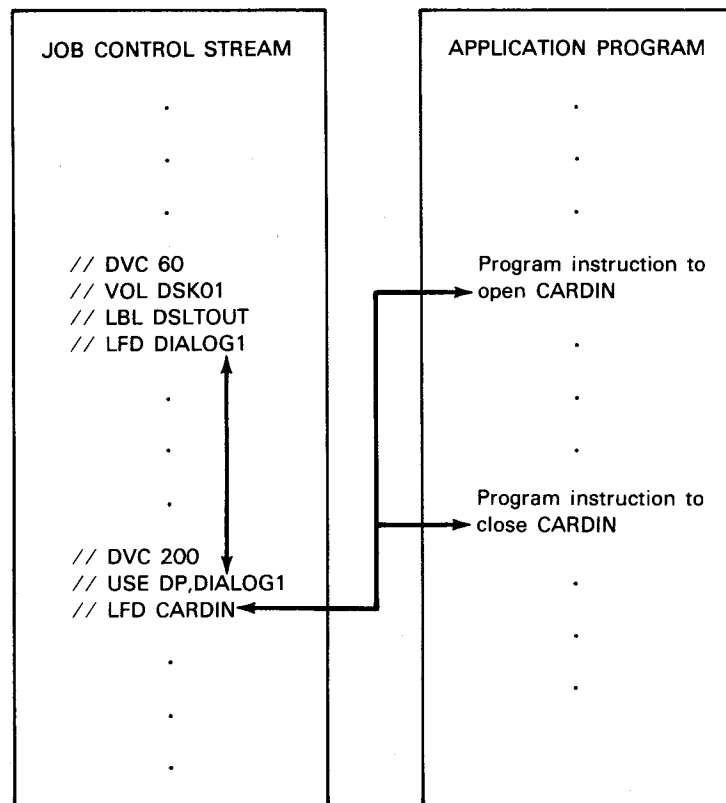 JOB CONTROL STREAM
// DVC 60
// VOL DSK01
// LBL DSLTOUT
// LFD DIALOG1
// DVC 200
// USE DP,DIALOG1
// LFD CARDIN
APPLICATION PROGRAM
Program instruction to
open CARDIN
Program instruction to
close CARDIN